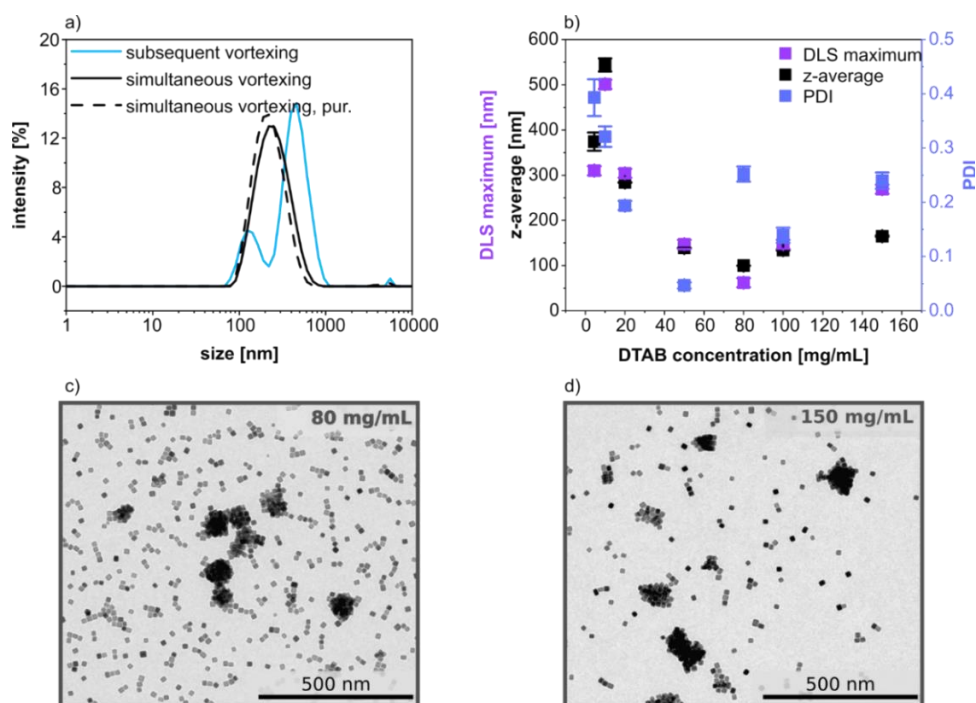 a)
20
16
12
8
4
0
intensity [%]
subsequent vortexing
simultaneous vortexing
simultaneous vortexing, pur.
1 10 100 1000 10000
size [nm]
b)
600
500
400
300
200
100
0
DLS maximum [nm]
z-average [nm]
DLS maximum
z-average
PDI
0.5
0.4
0.3
0.2
0.1
0.0
PDI
0 20 40 60 80 100 120 140 160
DTAB concentration [mg/mL]
c)
80 mg/mL
500 nm
d)
150 mg/mL
500 nm